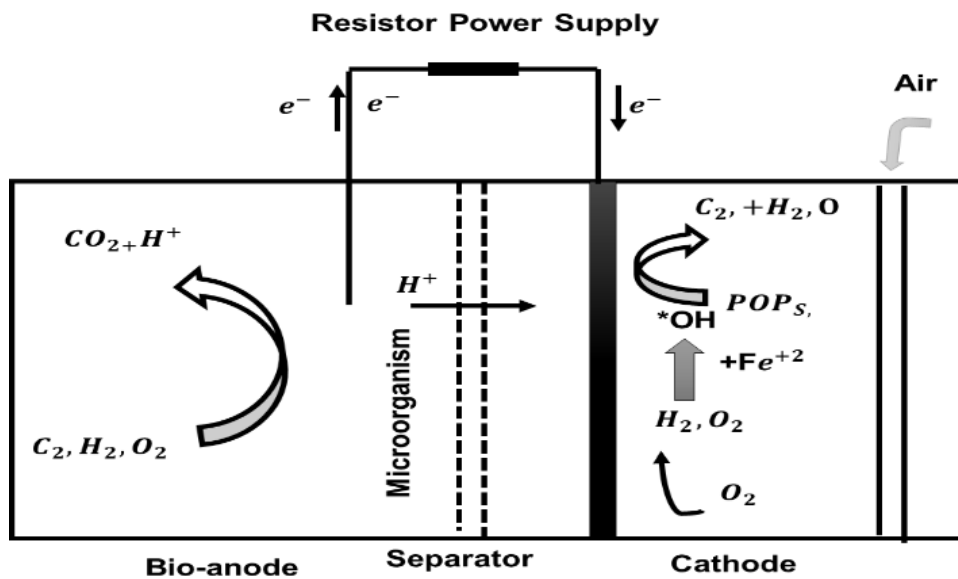 Resistor Power Supply
e⁻ e⁻ e⁻
Air
CO₂₊H⁺
C₂, H₂, O₂
H⁺
Microorganism
C₂, +H₂, O
POPₛ,
*OH
+Fe⁺²
H₂, O₂
O₂
Bio-anode
Separator
Cathode